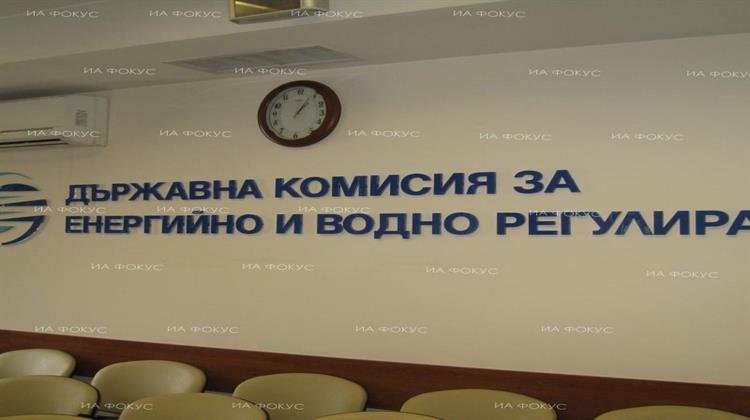 ДЪРЖАВНА КОМИСИЯ ЗА
ЕНЕРГИЙНО И ВОДНО РЕГУЛИРА
ИА ФОКУС